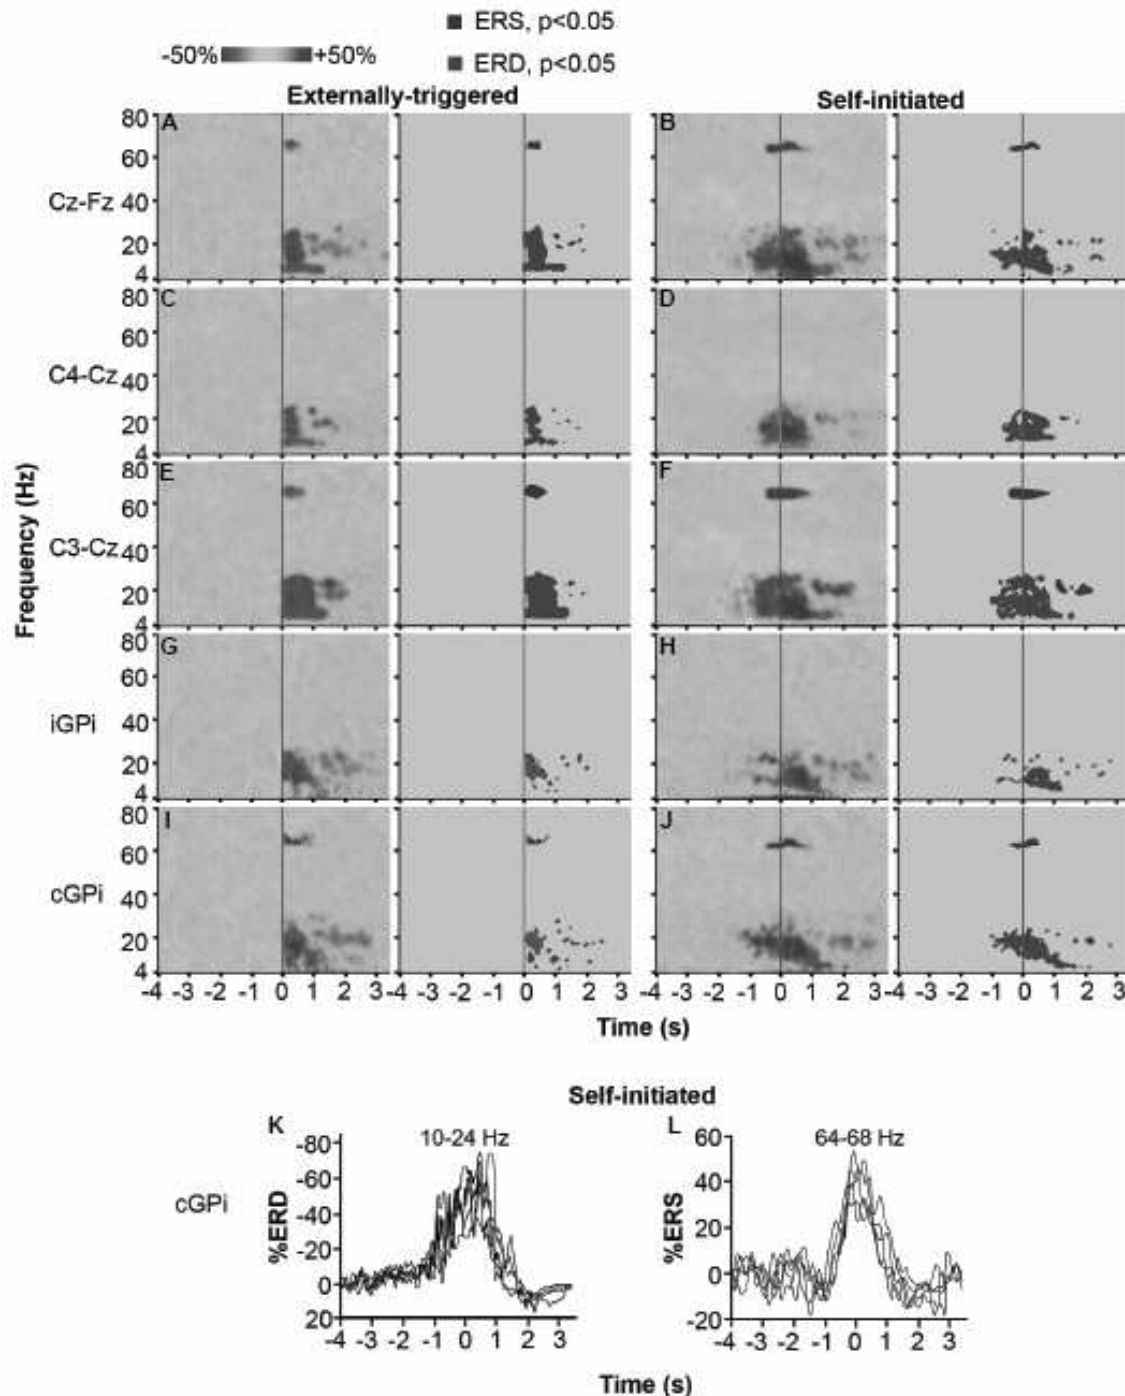 ERS, p<0.05
-50% +50% ERD, p<0.05
Externally-triggered Self-initiated
A B
80
60
Cz-Fz 40
20
4
C D
80
60
C4-Cz 40
20
4
E F
80
60
C3-Cz 40
20
4
G H
80
60
iGPi 40
20
4
I J
80
60
cGPi 40
20
4
Frequency (Hz)
-4 -3 -2 -1 0 1 2 3 -4 -3 -2 -1 0 1 2 3 -4 -3 -2 -1 0 1 2 3 -4 -3 -2 -1 0 1 2 3
Time (s)
Self-initiated
K 10-24 Hz L 64-68 Hz
cGPi
%ERD
-80
-60
-40
-20
0
20
-4 -3 -2 -1 0 1 2 3
%ERS
60
40
20
0
-20
-4 -3 -2 -1 0 1 2 3
Time (s)